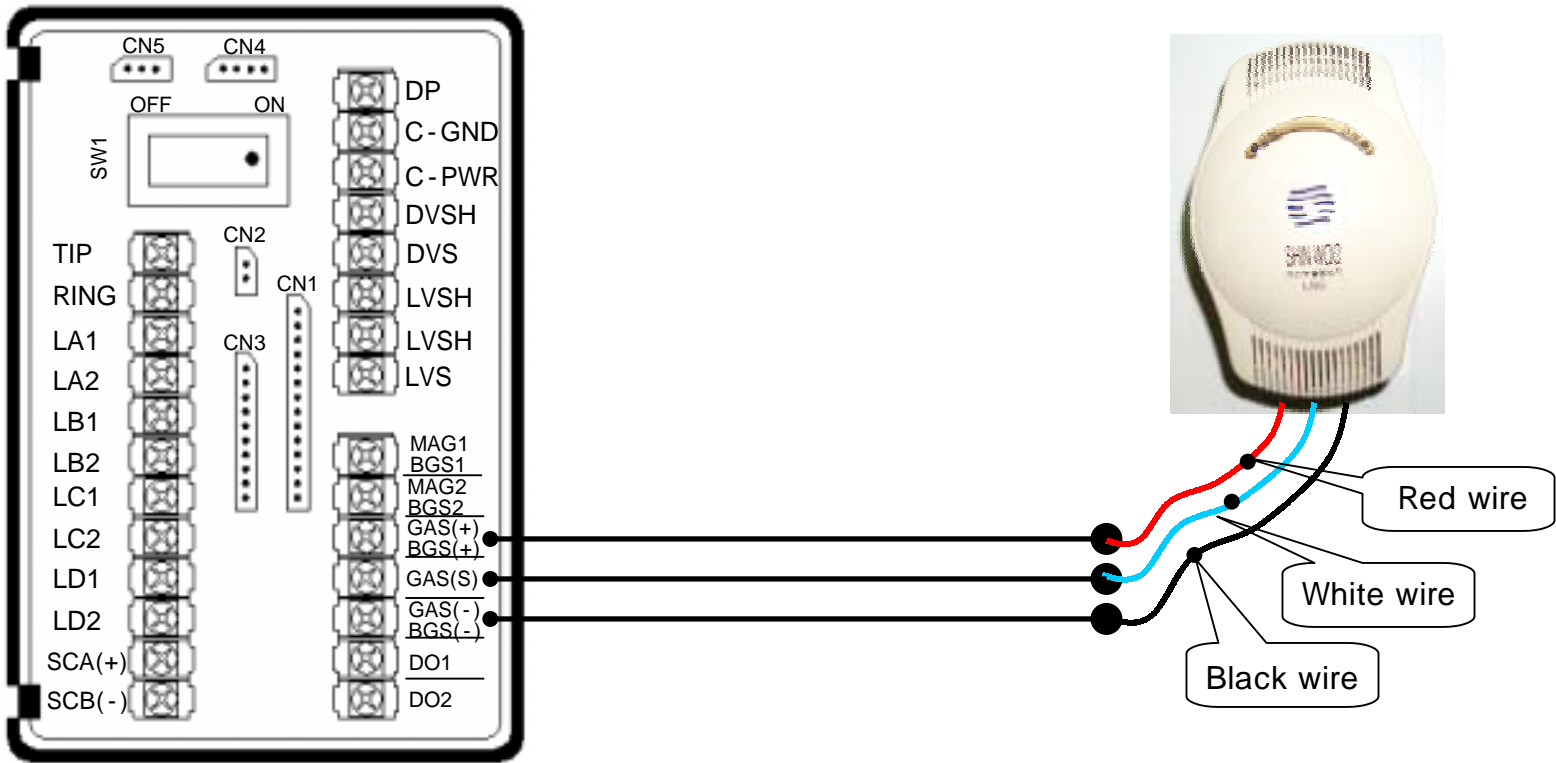 CN5
CN4
OFF ON
SW1
DP
C-GND
C-PWR
DVSH
DVS
LVSH
LVSH
LVS
CN2
CN1
CN3
TIP
RING
LA1
LA2
LB1
LB2
LC1
LC2
LD1
LD2
SCA(+)
SCB(-)
MAG1
BGS1
MAG2
BGS2
GAS(+)
BGS(+)
GAS(S)
GAS(-)
BGS(-)
DO1
DO2
SHIN WOO
Red wire
White wire
Black wire